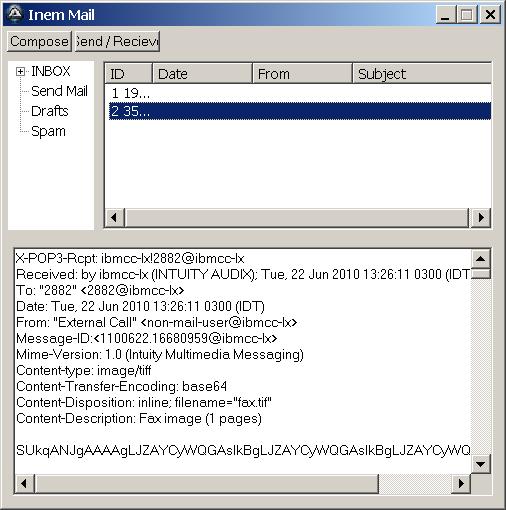 Inem Mail
Compose
Send / Recieve
INBOX
Send Mail
Drafts
Spam
ID Date From Subject
1 19...
2 35...
X-POP3-Rcpt: ibmcc-lx!2882@ibmcc-lx
Received: by ibmcc-lx (INTUITY AUDIX); Tue, 22 Jun 2010 13:26:11 0300 (IDT
To: "2882" <2882@ibmcc-lx>
Date: Tue, 22 Jun 2010 13:26:11 0300 (IDT)
From: "External Call" <non-mail-user@ibmcc-lx>
Message-ID:<1100622.16680959@ibmcc-lx>
Mime-Version: 1.0 (Intuity Multimedia Messaging)
Content-type: image/tiff
Content-Transfer-Encoding: base64
Content-Disposition: inline; filename="fax.tif"
Content-Description: Fax image (1 pages)
SUkqANJgAAAAgLJZAYCyWQGAslkBgLJZAYCyWQGAslkBgLJZAYCyWQ